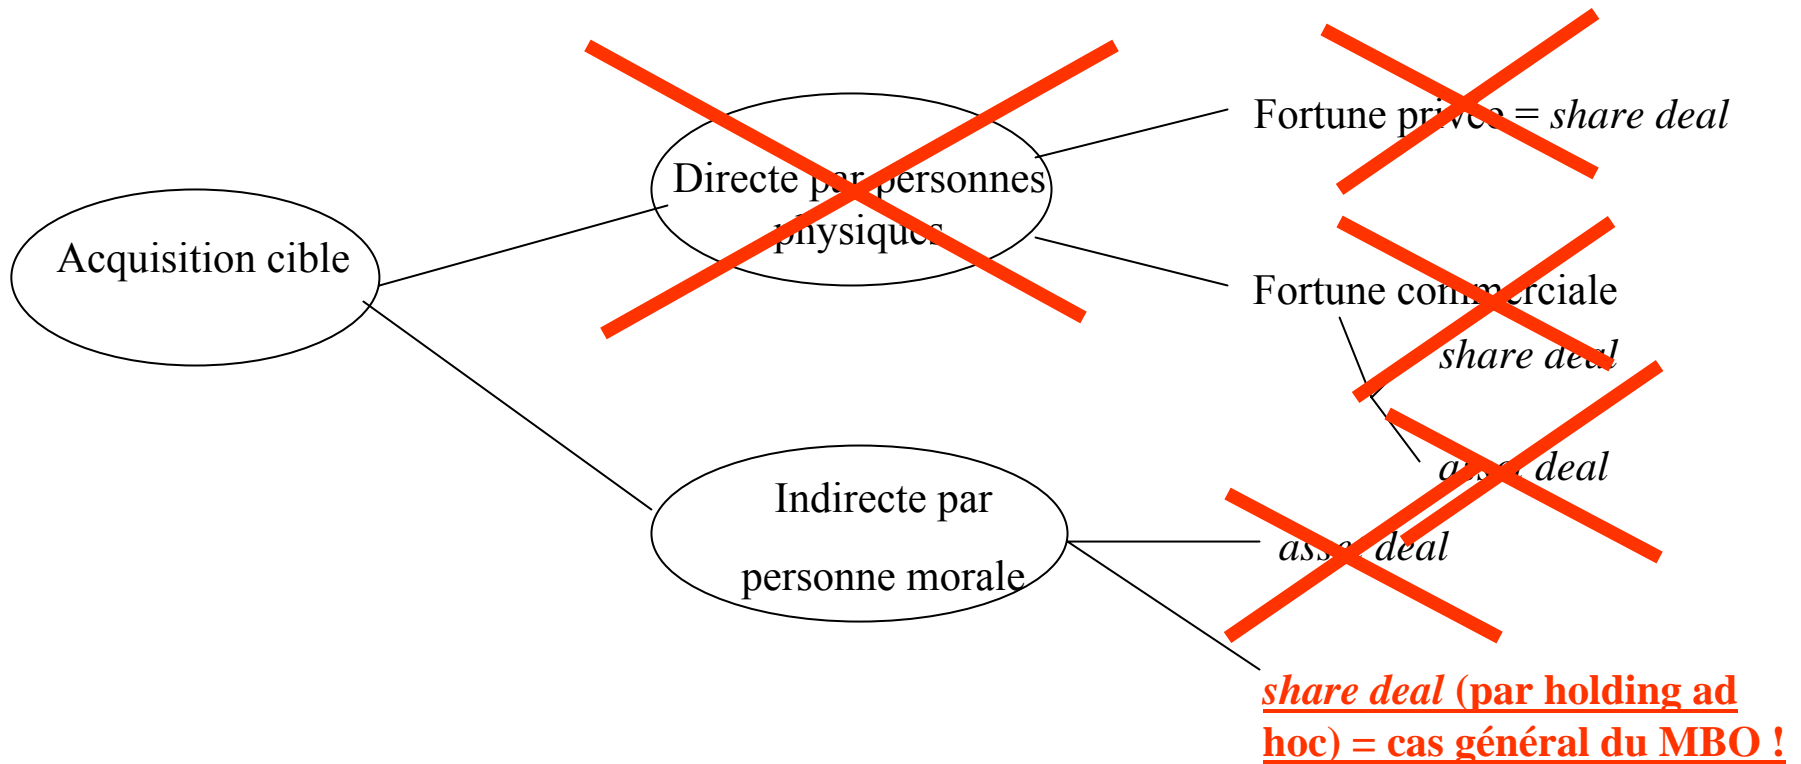 Fortune privée = share deal
Directe par personnes
physiques
Acquisition cible
Fortune commerciale
share deal
asset deal
Indirecte par
personne morale
asset deal
share deal (par holding ad
hoc) = cas général du MBO !